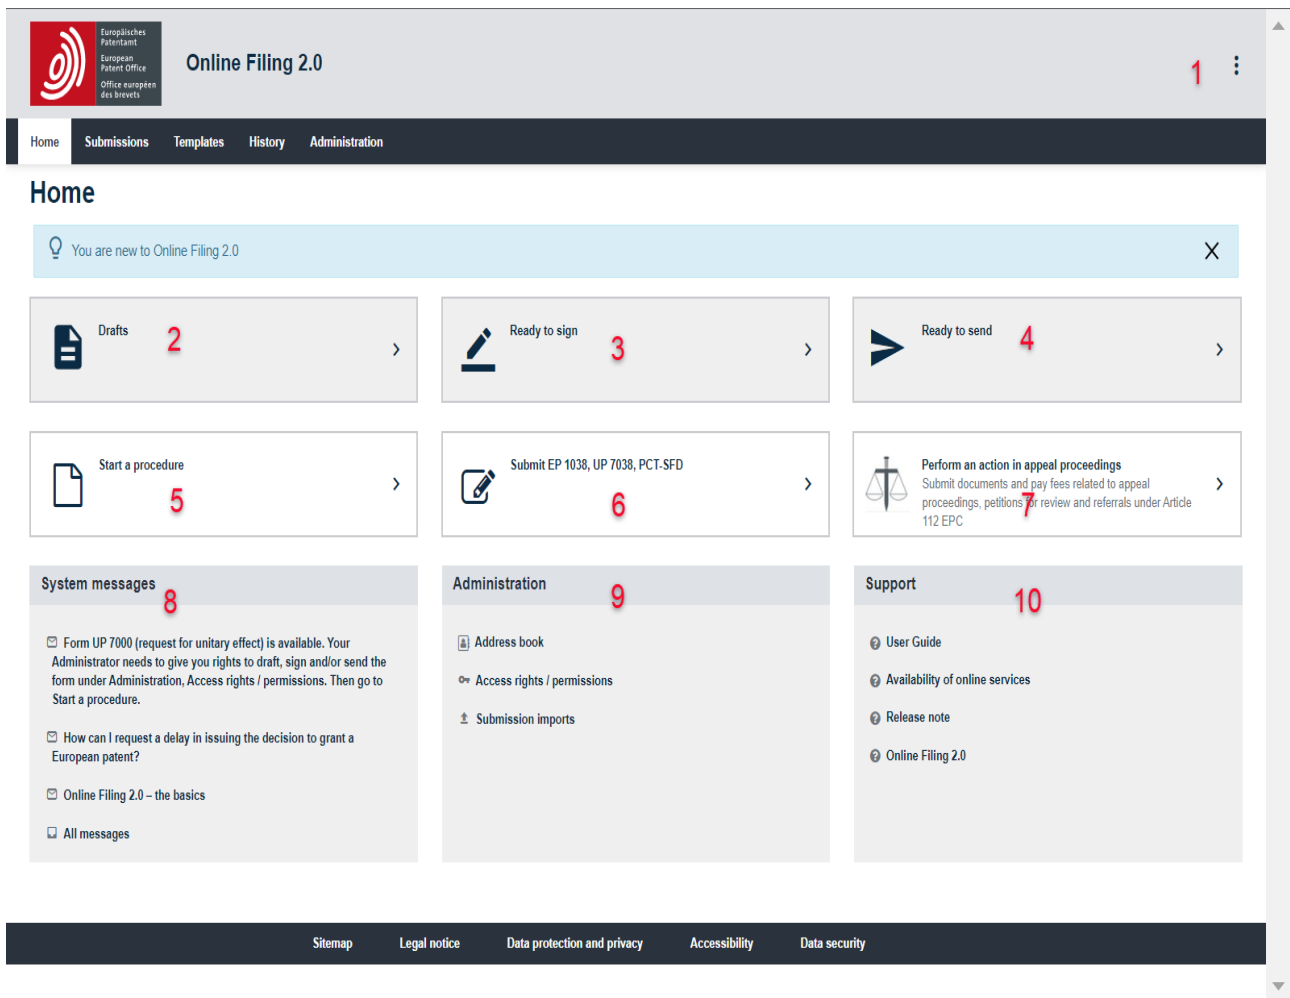 Europäisches
Patentamt
European
Patent Office
Office européen
des brevets
Online Filing 2.0
1
Home Submissions Templates History Administration
Home
You are new to Online Filing 2.0
Drafts
2
Ready to sign
3
Ready to send
4
Start a procedure
5
Submit EP 1038, UP 7038, PCT-SFD
6
Perform an action in appeal proceedings
Submit documents and pay fees related to appeal
proceedings, petitions for review and referrals under Article
112 EPC
7
System messages
8
Form UP 7000 (request for unitary effect) is available. Your
Administrator needs to give you rights to draft, sign and/or send the
form under Administration, Access rights / permissions. Then go to
Start a procedure.
How can I request a delay in issuing the decision to grant a
European patent?
Online Filing 2.0 – the basics
All messages
Administration
9
Address book
Access rights / permissions
Submission imports
Support
10
User Guide
Availability of online services
Release note
Online Filing 2.0
Sitemap Legal notice Data protection and privacy Accessibility Data security